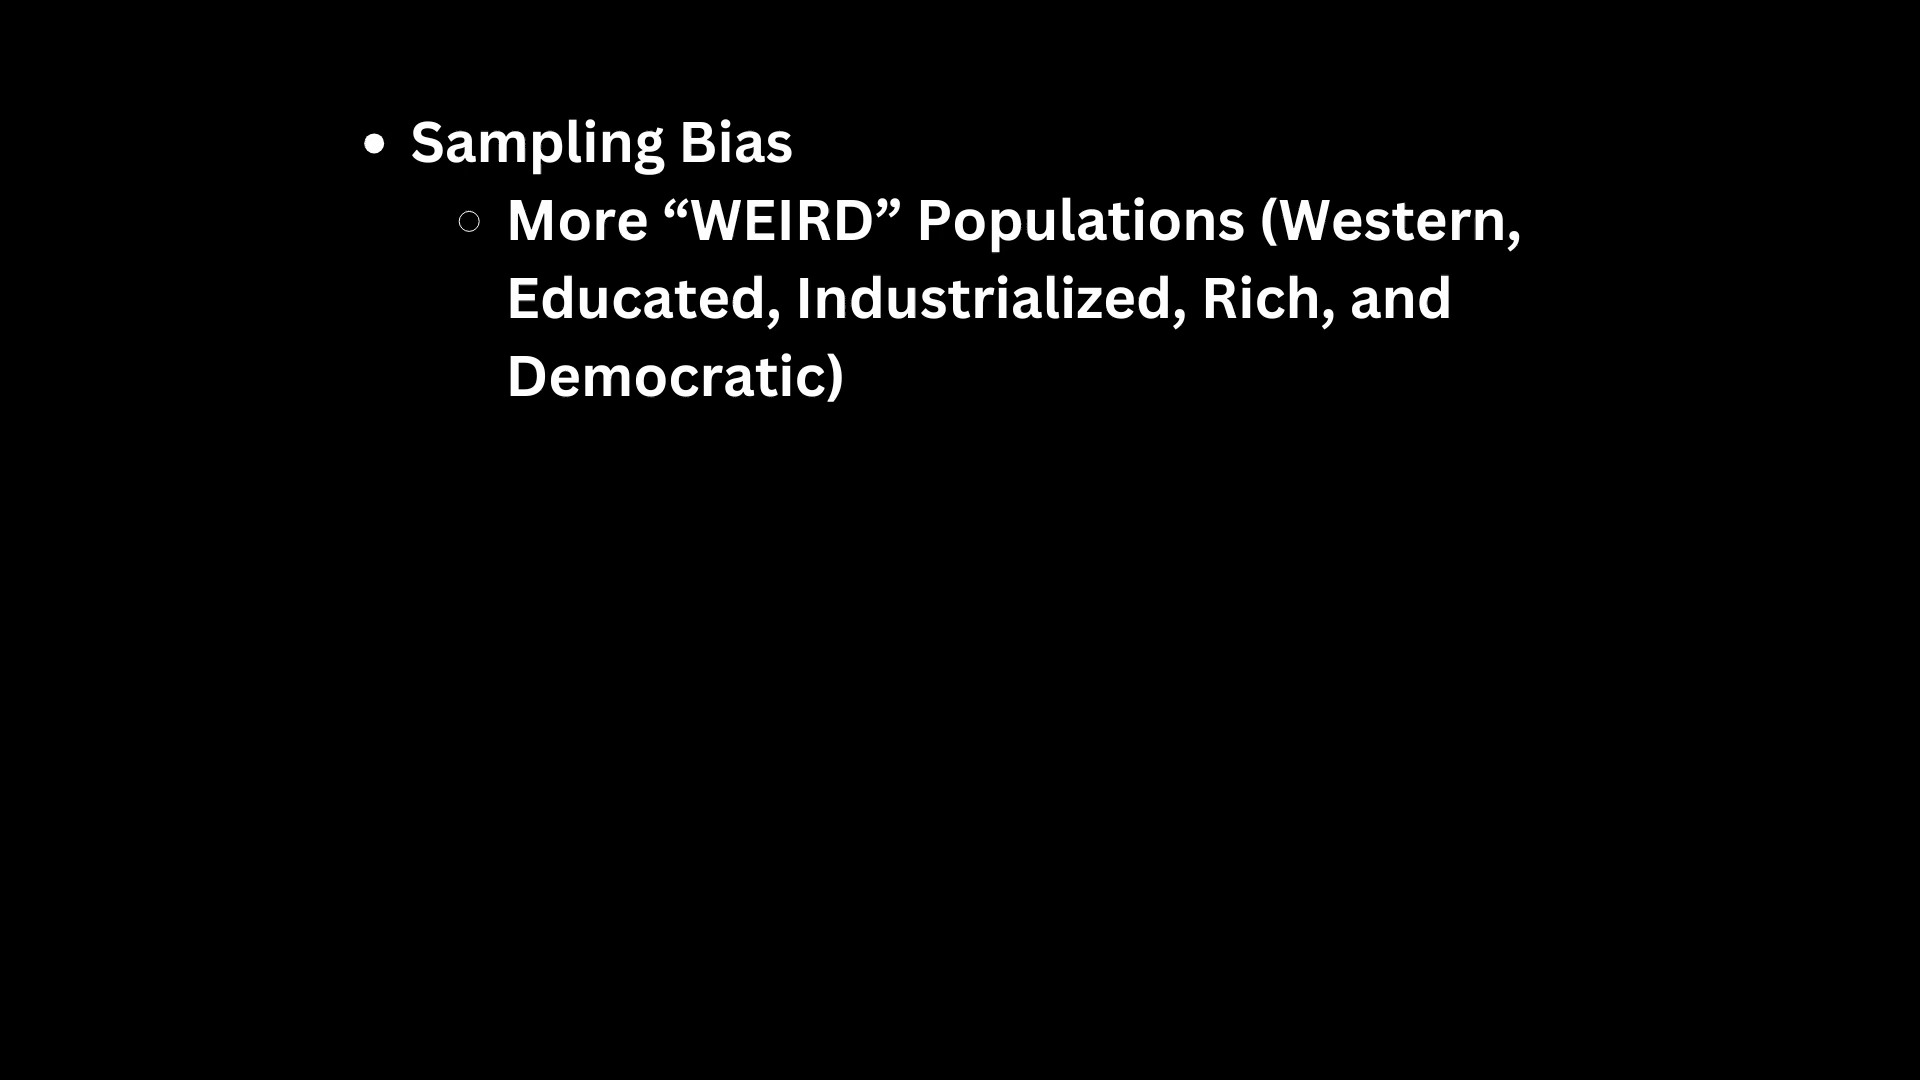 • Sampling Bias
○ More “WEIRD” Populations (Western,
Educated, Industrialized, Rich, and
Democratic)